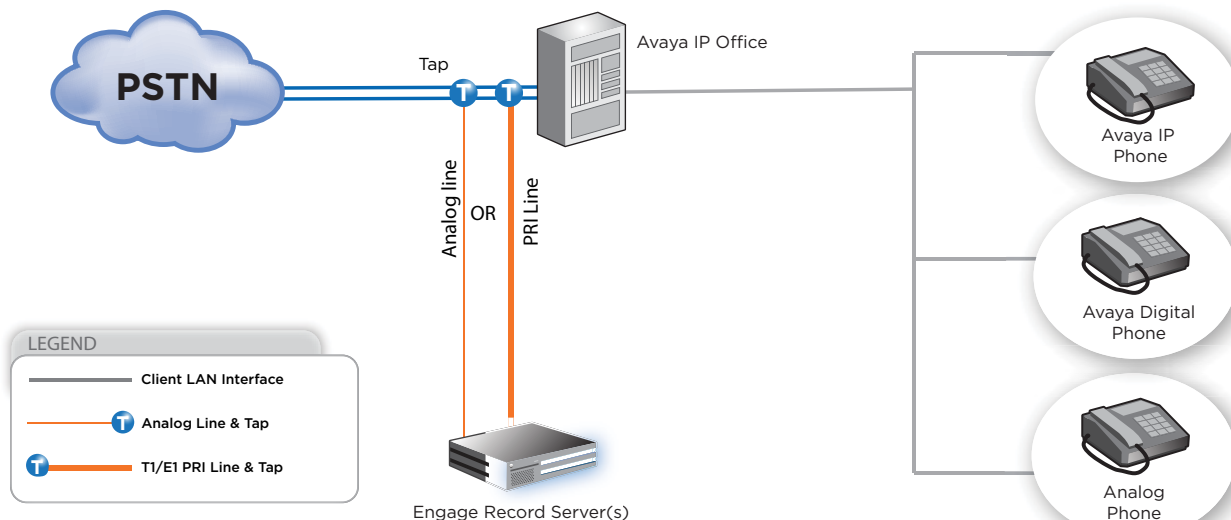 PSTN
Tap
T
T
Avaya IP Office
Analog line
OR
PRI Line
Avaya IP
Phone
Avaya Digital
Phone
Analog
Phone
LEGEND
Client LAN Interface
T
Analog Line & Tap
T
T1/E1 PRI Line & Tap
Engage Record Server(s)